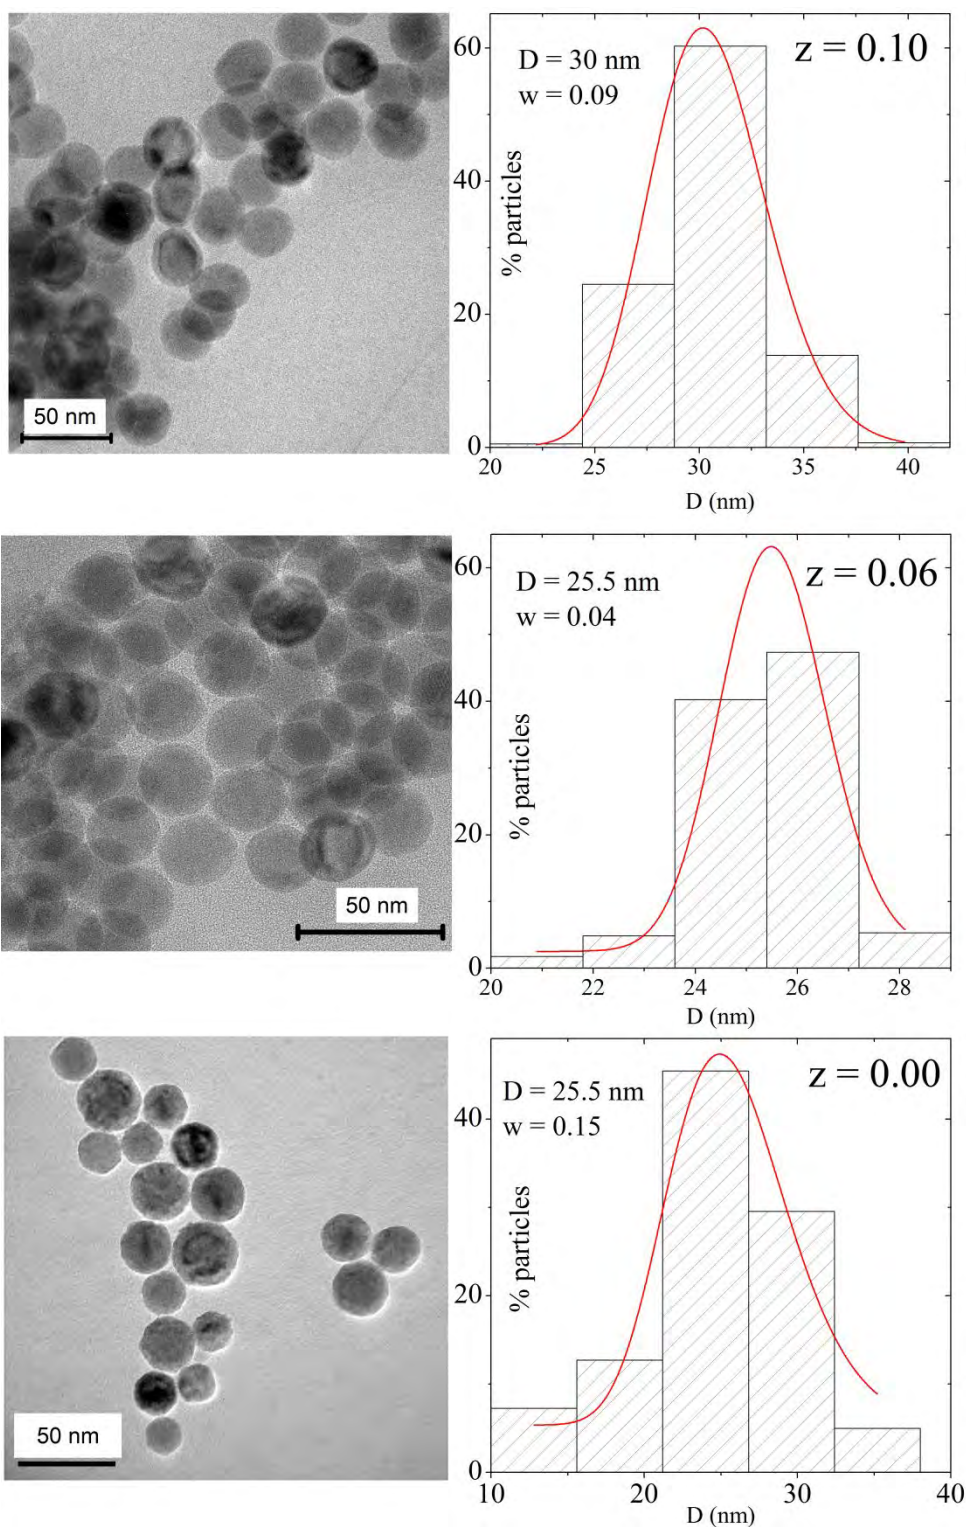 50 nm
D = 30 nm
w = 0.09
z = 0.10
% particles
60
40
20
0
20 25 30 35 40
D (nm)
50 nm
D = 25.5 nm
w = 0.04
z = 0.06
% particles
60
40
20
0
20 22 24 26 28
D (nm)
50 nm
D = 25.5 nm
w = 0.15
z = 0.00
% particles
40
20
0
10 20 30 40
D (nm)